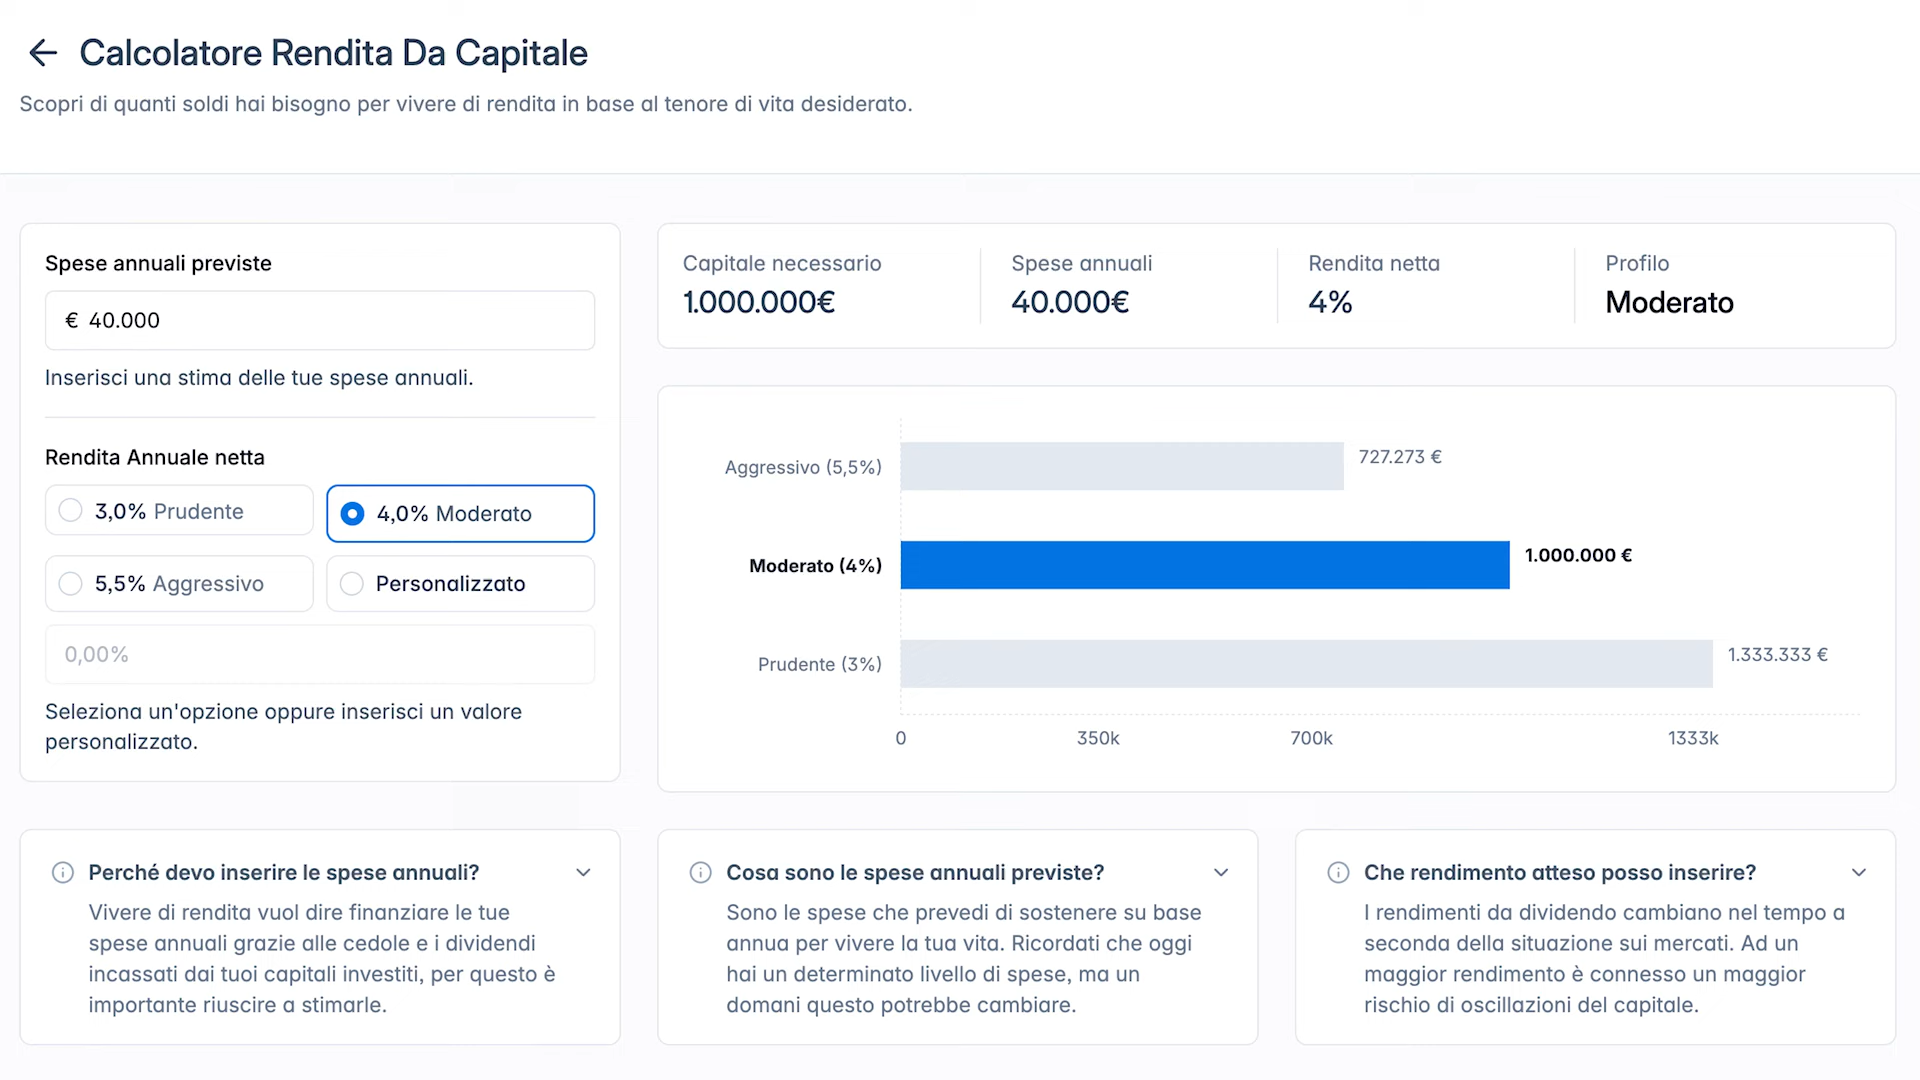 Calcolatore Rendita Da Capitale
Scopri di quanti soldi hai bisogno per vivere di rendita in base al tenore di vita desiderato.
Spese annuali previste
€ 40.000
Inserisci una stima delle tue spese annuali.
Rendita Annuale netta
3,0% Prudente
4,0% Moderato
5,5% Aggressivo
Personalizzato
0,00%
Seleziona un'opzione oppure inserisci un valore
personalizzato.
Capitale necessario
1.000.000€
Spese annuali
40.000€
Rendita netta
4%
Profilo
Moderato
Aggressivo (5,5%)
727.273 €
Moderato (4%)
1.000.000 €
Prudente (3%)
1.333.333 €
0
350k
700k
1333k
Perché devo inserire le spese annuali?
Vivere di rendita vuol dire finanziare le tue
spese annuali grazie alle cedole e i dividendi
incassati dai tuoi capitali investiti, per questo è
importante riuscire a stimarle.
Cosa sono le spese annuali previste?
Sono le spese che prevedi di sostenere su base
annua per vivere la tua vita. Ricordati che oggi
hai un determinato livello di spese, ma un
domani questo potrebbe cambiare.
Che rendimento atteso posso inserire?
I rendimenti da dividendo cambiano nel tempo a
seconda della situazione sui mercati. Ad un
maggior rendimento è connesso un maggior
rischio di oscillazioni del capitale.